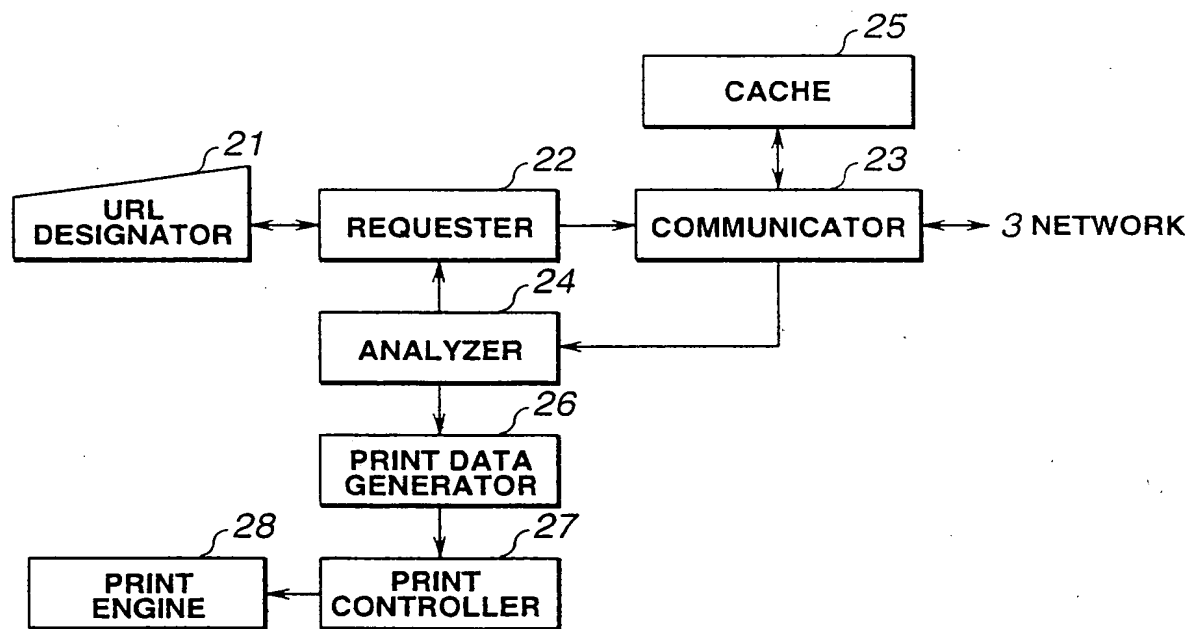 25
CACHE
21
22
23
URL
DESIGNATOR
REQUESTER
COMMUNICATOR
3 NETWORK
24
ANALYZER
26
PRINT DATA
GENERATOR
28
27
PRINT
ENGINE
PRINT
CONTROLLER